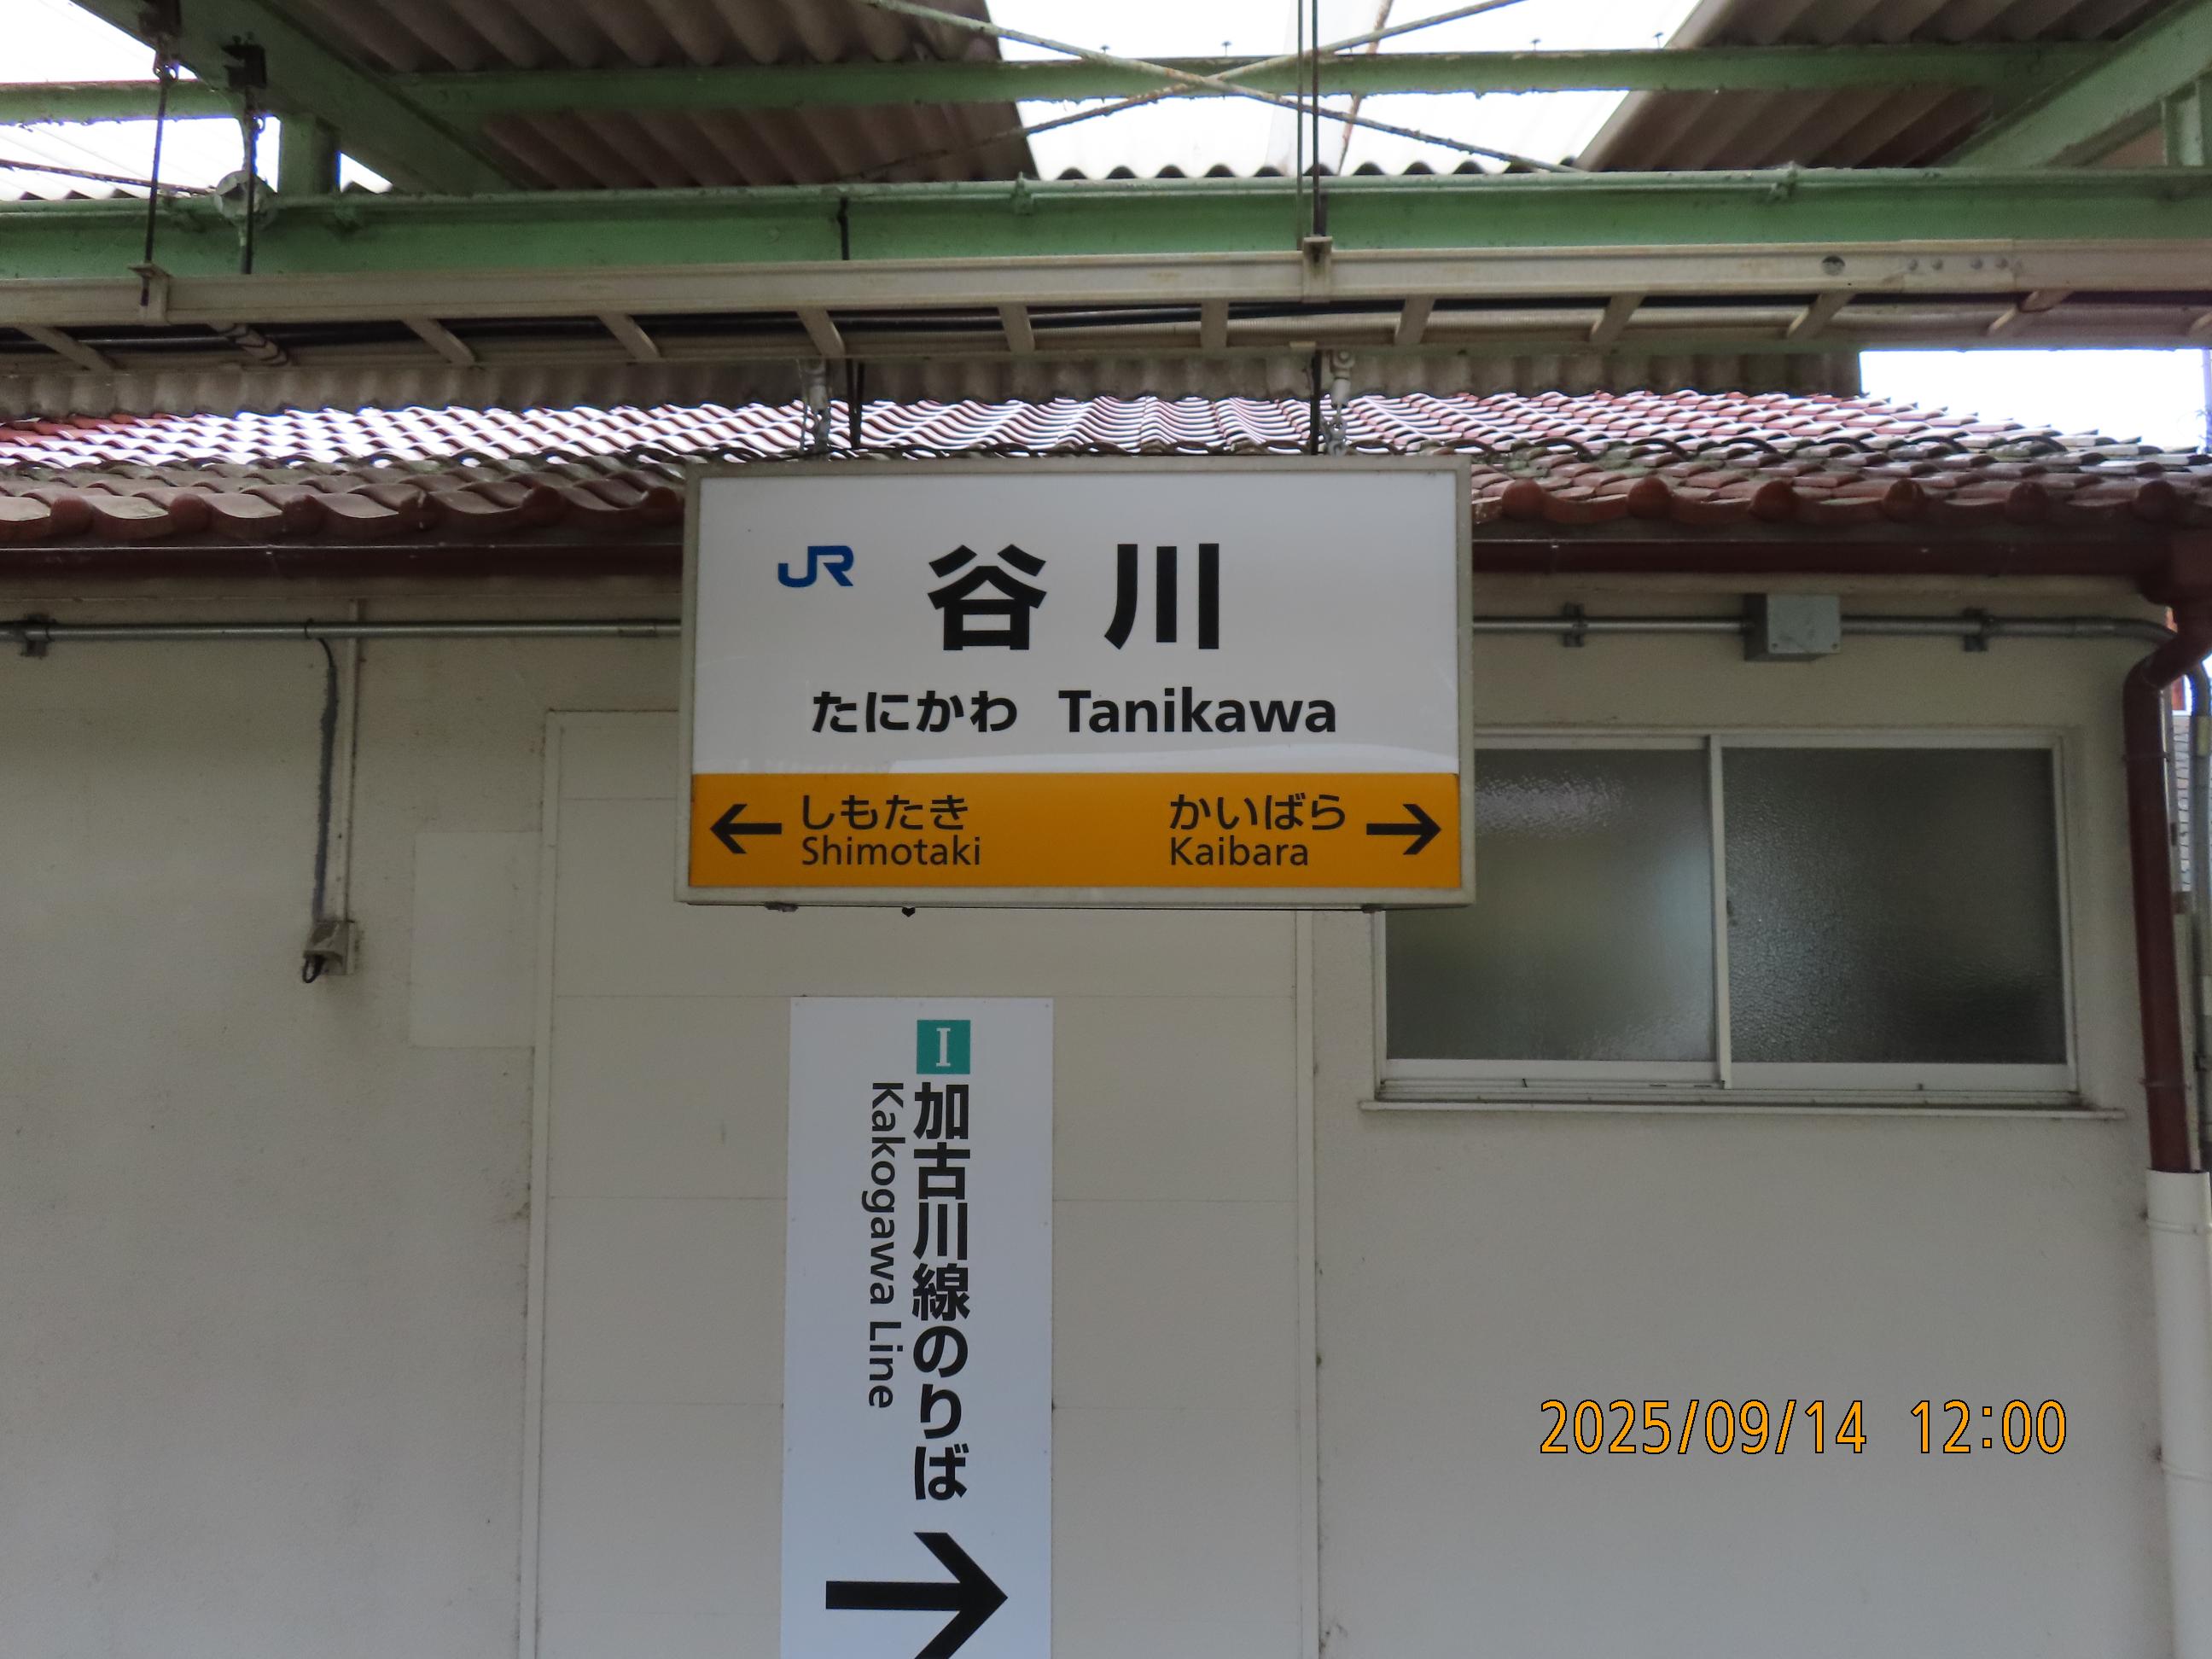 JR 谷川
たにかわ Tanikawa
← しもたき かいばら →
Shimotaki Kaibara
I 加古川線のりば →
Kakogawa Line
2025/09/14 12:00